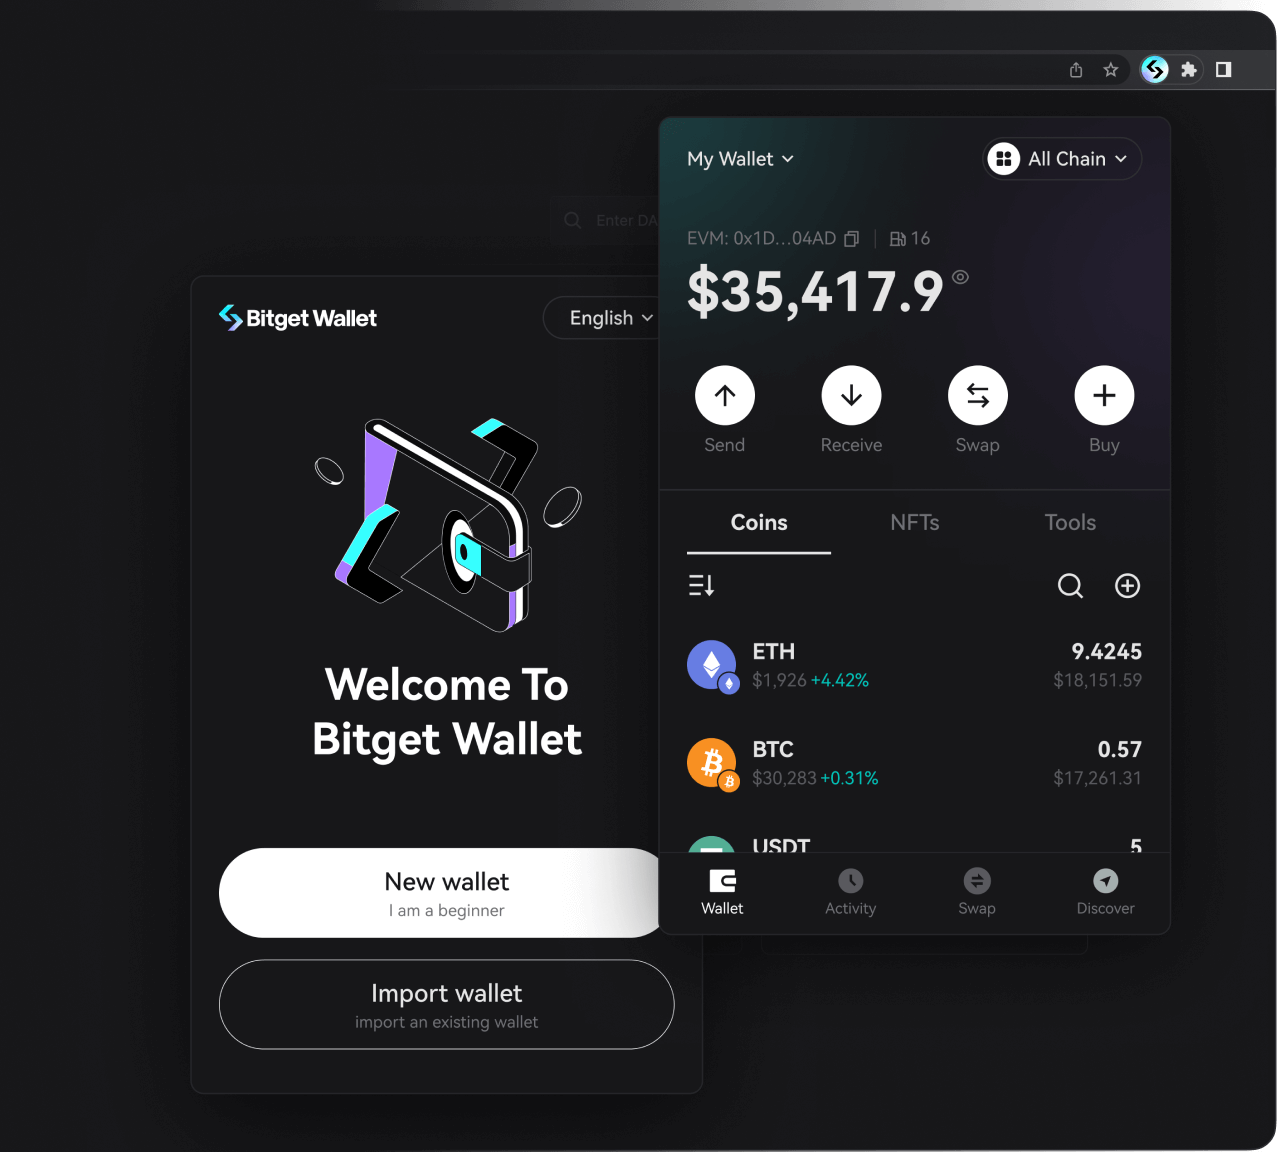 Enter DA
Bitget Wallet
English
Welcome To
Bitget Wallet
New wallet
I am a beginner
Import wallet
import an existing wallet
My Wallet
All Chain
EVM: 0x1D...04AD
16
$35,417.9
Send
Receive
Swap
Buy
Coins
NFTs
Tools
ETH
9.4245
$1,926 +4.42%
$18,151.59
BTC
0.57
$30,283 +0.31%
$17,261.31
USDT
5
Wallet
Activity
Swap
Discover